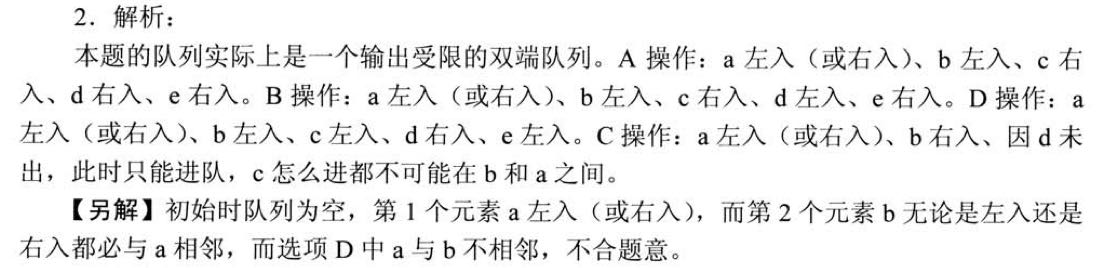 2．解析：
本题的队列实际上是一个输出受限的双端队列。A 操作：a 左入（或右入）、b 左入、c 右
入、d 右入、e 右入。B 操作：a 左入（或右入）、b 左入、c 右入、d 左入、e 右入。D 操作：a
左入（或右入）、b 左入、c 左入、d 右入、e 左入。C 操作：a 左入（或右入）、b 右入、因 d 未
出，此时只能进队，c 怎么进都不可能在 b 和 a 之间。
【另解】初始时队列为空，第 1 个元素 a 左入（或右入），而第 2 个元素 b 无论是左入还是
右入都必与 a 相邻，而选项 D 中 a 与 b 不相邻，不合题意。